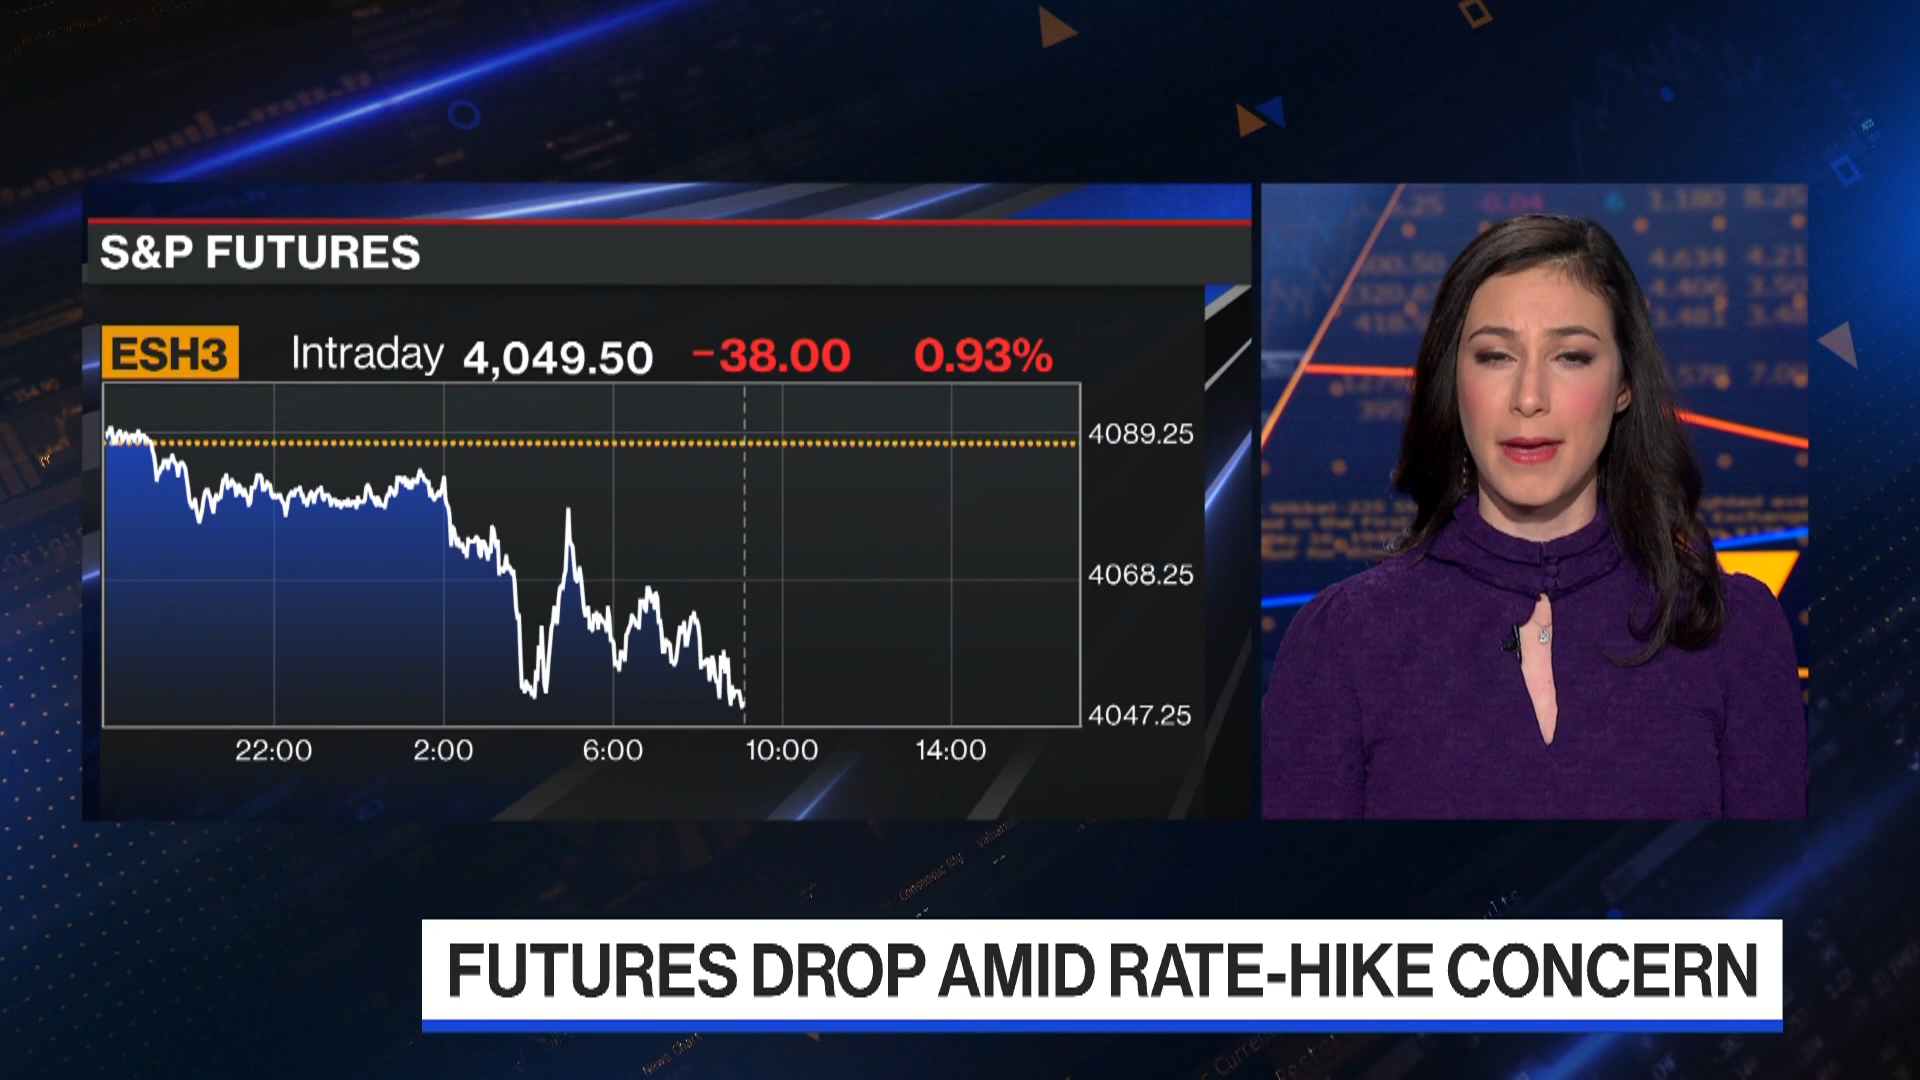 S&P FUTURES
ESH3 Intraday 4,049.50 -38.00 0.93%
4089.25
4068.25
4047.25
22:00 2:00 6:00 10:00 14:00
FUTURES DROP AMID RATE-HIKE CONCERN